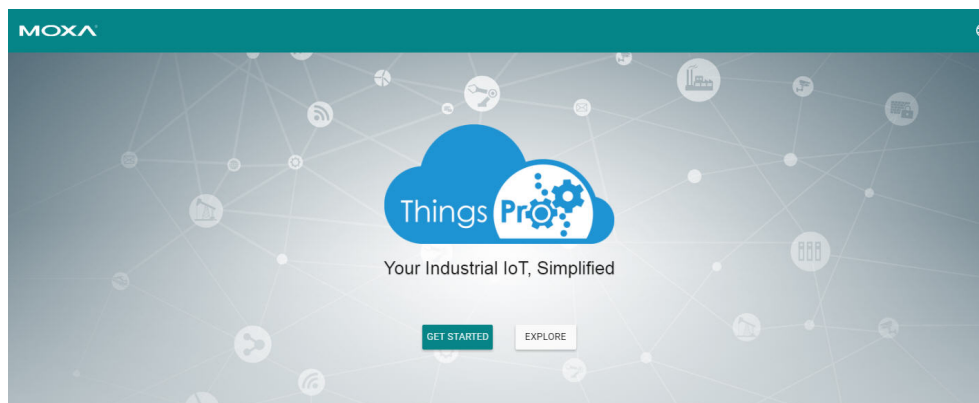 MOXA
Things Pro
Your Industrial IoT, Simplified
GET STARTED
EXPLORE